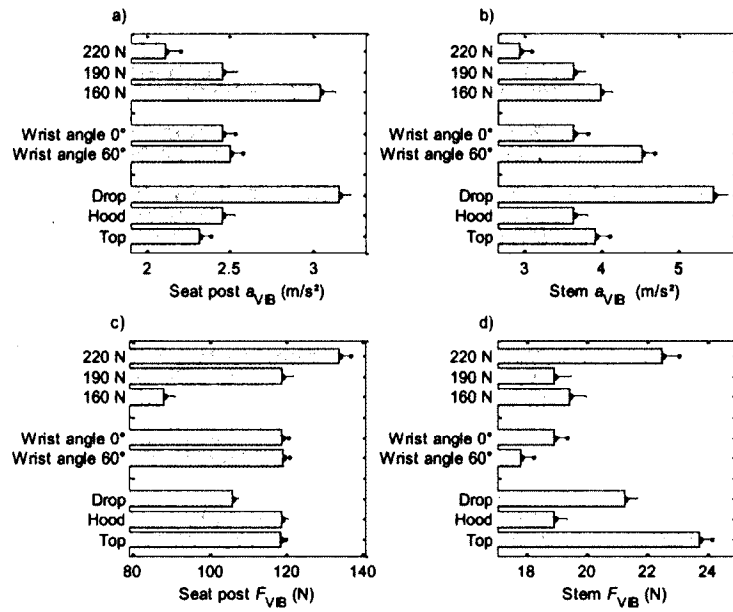 a)
220 N
190 N
160 N
Wrist angle 0°
Wrist angle 60°
Drop
Hood
Top
2 2.5 3
Seat post aVIB (m/s²)
b)
220 N
190 N
160 N
Wrist angle 0°
Wrist angle 60°
Drop
Hood
Top
3 4 5
Stem aVIB (m/s²)
c)
220 N
190 N
160 N
Wrist angle 0°
Wrist angle 60°
Drop
Hood
Top
80 100 120 140
Seat post FVIB (N)
d)
220 N
190 N
160 N
Wrist angle 0°
Wrist angle 60°
Drop
Hood
Top
18 20 22 24
Stem FVIB (N)